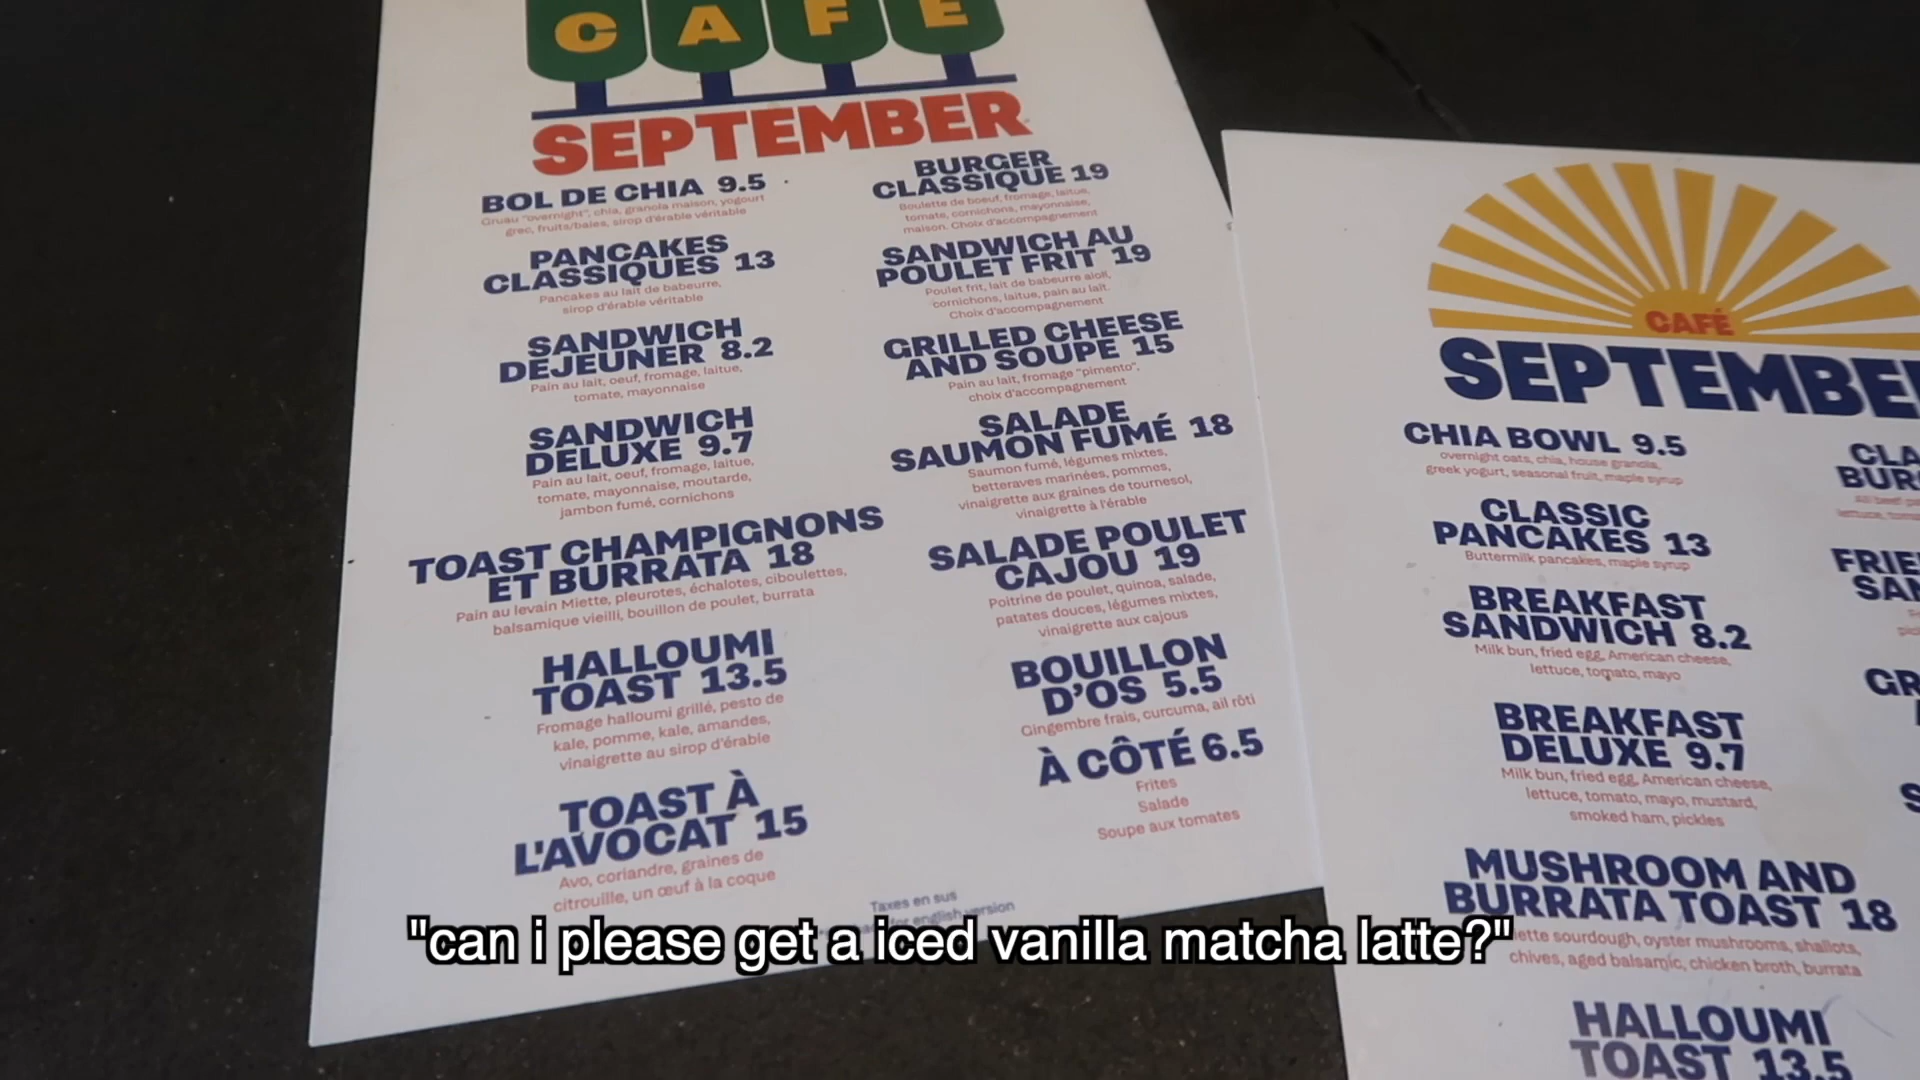 CAFÉ
SEPTEMBER
BOL DE CHIA 9.5
Gruau "overnight", chia, granola maison, yogourt
grec, fruits/baies, sirop d'érable véritable
PANCAKES
CLASSIQUES 13
Pancakes au lait de babeurre,
sirop d'érable véritable
SANDWICH
DEJEUNER 8.2
Pain au lait, oeuf, fromage, laitue,
tomate, mayonnaise
SANDWICH
DELUXE 9.7
Pain au lait, oeuf, fromage, laitue,
tomate, mayonnaise, moutarde,
jambon fumé, cornichons
TOAST CHAMPIGNONS
ET BURRATA 18
Pain au levain Miette, pleurotes, échalotes, ciboulettes,
balsamique vieilli, bouillon de poulet, burrata
HALLOUMI
TOAST 13.5
Fromage halloumi grillé, pesto de
kale, pomme, kale, amandes,
vinaigrette au sirop d'érable
TOAST À
L'AVOCAT 15
Avo, coriandre, graines de
citrouille, un œuf à la coque
BURGER
CLASSIQUE 19
Boulette de boeuf, fromage, laitue,
tomate, cornichons, mayonnaise,
maison. Choix d'accompagnement
SANDWICH AU
POULET FRIT 19
Poulet frit, lait de babeurre aioli,
cornichons, laitue, pain au lait.
Choix d'accompagnement
GRILLED CHEESE
AND SOUPE 15
Pain au lait, fromage "pimento",
choix d'accompagnement
SALADE
SAUMON FUMÉ 18
Saumon fumé, légumes mixtes,
betteraves marinées, pommes,
vinaigrette aux graines de tournesol,
vinaigrette à l'érable
SALADE POULET
CAJOU 19
Poitrine de poulet, quinoa, salade,
patates douces, légumes mixtes,
vinaigrette aux cajous
BOUILLON
D'OS 5.5
Gingembre frais, curcuma, ail rôti
À CÔTÉ 6.5
Frites
Salade
Soupe aux tomates
Taxes en sus
for english version
CAFÉ
SEPTEMBE
CHIA BOWL 9.5
overnight oats, chia, house granola,
greek yogurt, seasonal fruit, maple syrup
CLASSIC
PANCAKES 13
Buttermilk pancakes, maple syrup
BREAKFAST
SANDWICH 8.2
Milk bun, fried egg, American cheese,
lettuce, tomato, mayo
BREAKFAST
DELUXE 9.7
Milk bun, fried egg, American cheese,
lettuce, tomato, mayo, mustard,
smoked ham, pickles
MUSHROOM AND
BURRATA TOAST 18
ette sourdough, oyster mushrooms, shallots,
chives, aged balsamic, chicken broth, burrata
HALLOUMI
TOAST 13.5
CLA
BUR
All beef
lettuce,
FRIE
SAN
GR
"can i please get a iced vanilla matcha latte?"